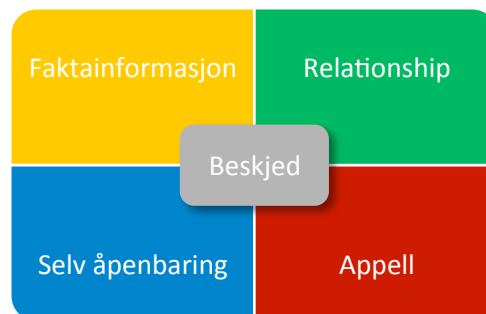 Faktainformasjon
Relationship
Beskjed
Selv åpenbaring
Appell